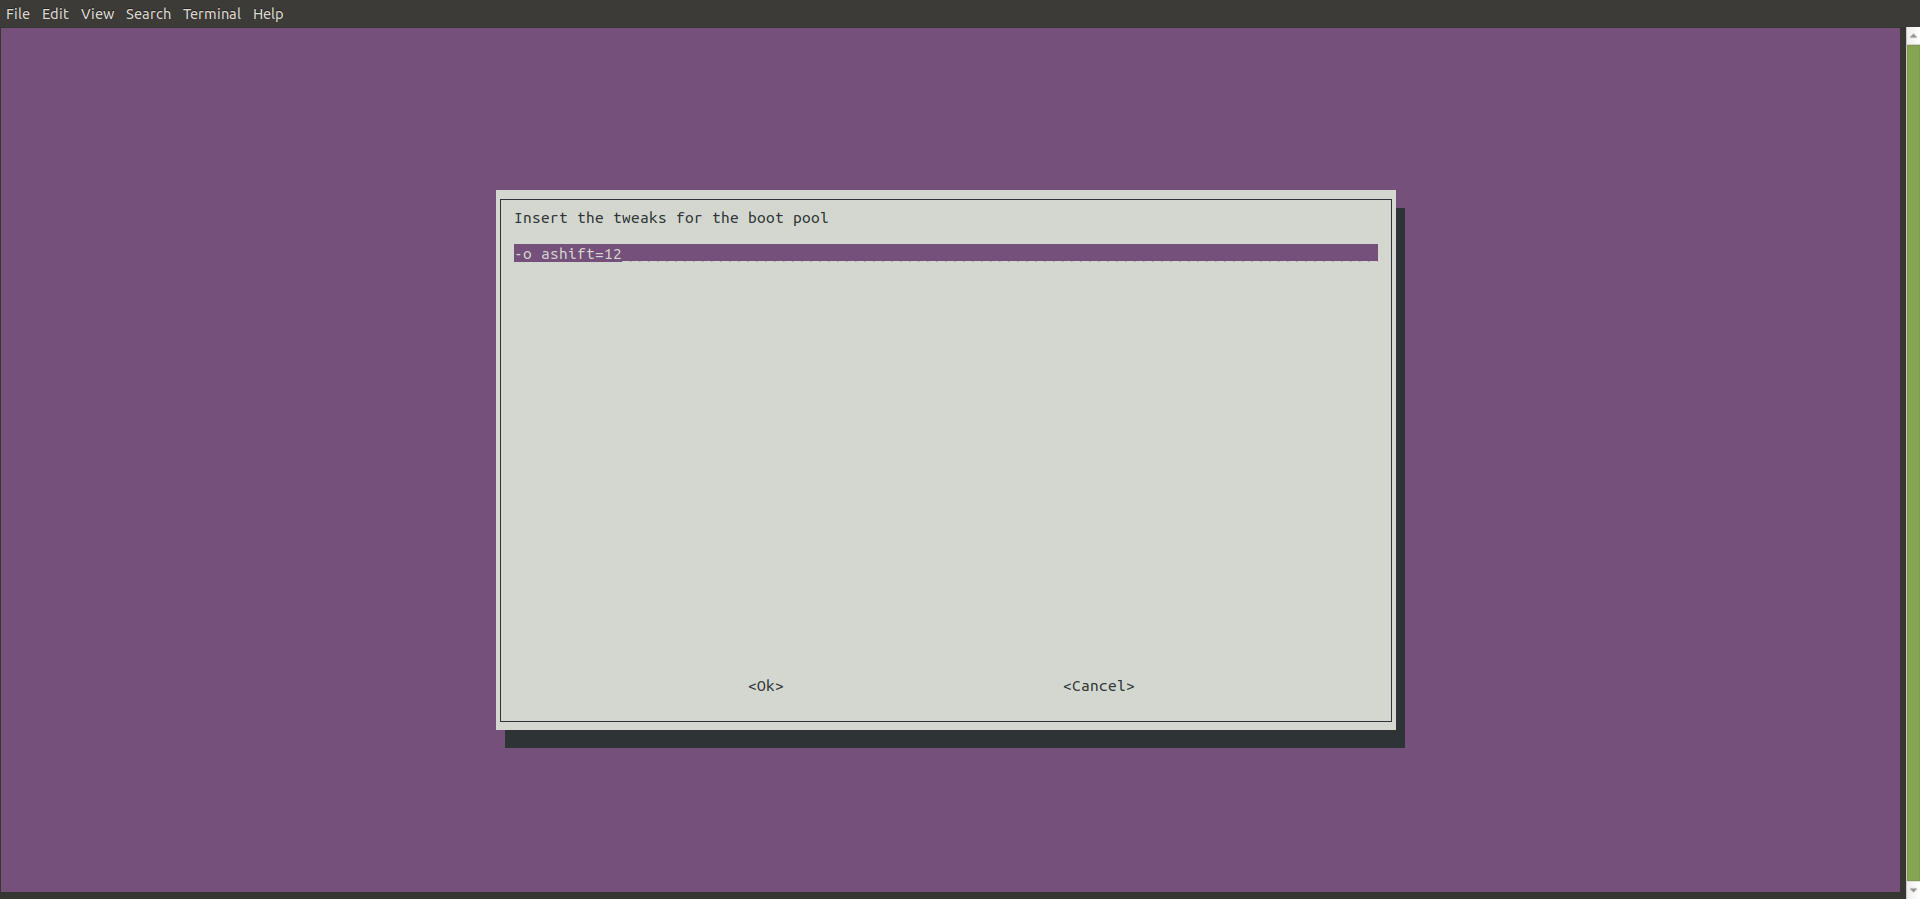 File Edit View Search Terminal Help
Insert the tweaks for the boot pool
-o ashift=12
<Ok> <Cancel>